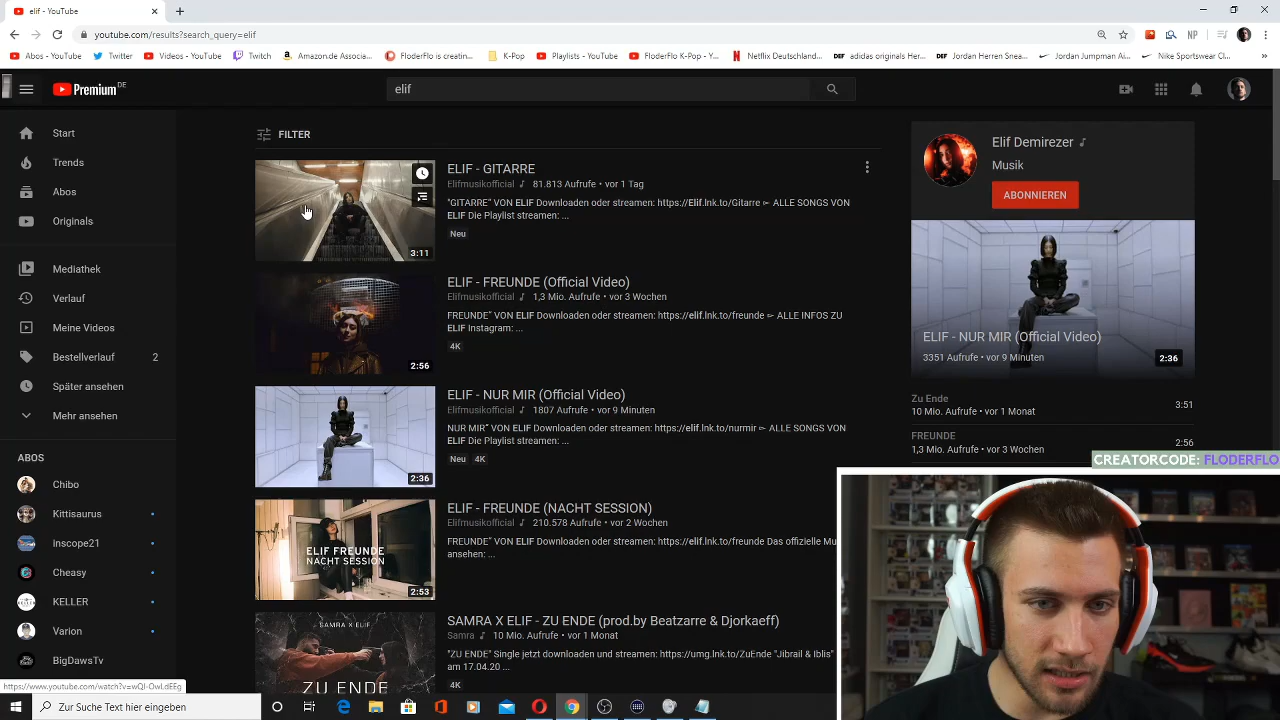 elif - YouTube
youtube.com/results?search_query=elif
Abos - YouTube
Twitter
Videos - YouTube
Twitch
Amazon.de Associa...
FloderFlo is creatin...
K-Pop
Playlists - YouTube
FloderFlo K-Pop - Y...
Netflix Deutschland...
DEF
adidas originals Her...
DEF
Jordan Herren Snea...
Jordan Jumpman Ai...
Nike Sportswear C...
NP
Premium DE
elif
Start
Trends
Abos
Originals
Mediathek
Verlauf
Meine Videos
Bestellverlauf 2
Später ansehen
Mehr ansehen
ABOS
Chibo
Kittisaurus
inscope21
Cheasy
KELLER
Varion
BigDawsTv
FILTER
3:11
ELIF - GITARRE
Elifmusikofficial 81.813 Aufrufe • vor 1 Tag
"GITARRE" VON ELIF Downloaden oder streamen: https://Elif.lnk.to/Gitarre ► ALLE SONGS VON
ELIF Die Playlist streamen: ...
Neu
2:56
ELIF - FREUNDE (Official Video)
Elifmusikofficial 1,3 Mio. Aufrufe • vor 3 Wochen
FREUNDE" VON ELIF Downloaden oder streamen: https://elif.lnk.to/freunde ► ALLE INFOS ZU
ELIF Instagram: ...
4K
2:36
ELIF - NUR MIR (Official Video)
Elifmusikofficial 1807 Aufrufe • vor 9 Minuten
NUR MIR" VON ELIF Downloaden oder streamen: https://elif.lnk.to/nurmir ► ALLE SONGS VON
ELIF Die Playlist streamen: ...
Neu 4K
ELIF FREUNDE
NACHT SESSION
2:53
ELIF - FREUNDE (NACHT SESSION)
Elifmusikofficial 210.578 Aufrufe • vor 2 Wochen
FREUNDE" VON ELIF Downloaden oder streamen: https://elif.lnk.to/freunde Das offizielle Mu
ansehen: ...
SAMRA X ELIF
ZU ENDE
SAMRA X ELIF - ZU ENDE (prod.by Beatzarre & Djorkaeff)
Samra 10 Mio. Aufrufe • vor 1 Monat
"ZU ENDE" Single jetzt downloaden und streamen: https://umg.lnk.to/ZuEnde "Jibrail & Iblis"
am 17.04.20 ...
4K
Elif Demirezer
Musik
ABONNIEREN
ELIF - NUR MIR (Official Video)
3351 Aufrufe • vor 9 Minuten
2:36
Zu Ende
10 Mio. Aufrufe • vor 1 Monat
3:51
FREUNDE
1,3 Mio. Aufrufe • vor 3 Wochen
2:56
CREATORCODE: FLODERFLO
https://www.youtube.com/watch?v=wQI-OwLdEEg
Zur Suche Text hier eingeben